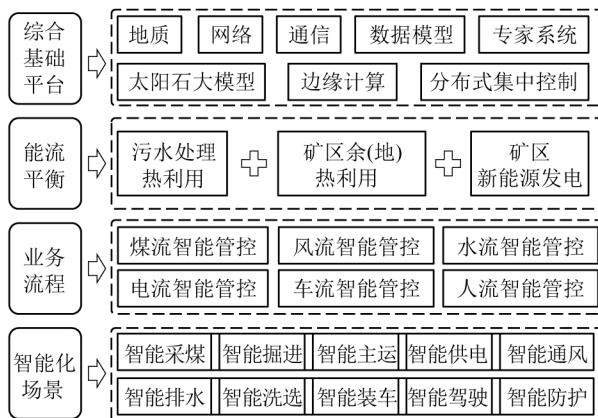 综合
基础
平台
地质 网络 通信 数据模型 专家系统
太阳石大模型 边缘计算 分布式集中控制
能流
平衡
污水处理
热利用
矿区余(地)
热利用
矿区
新能源发电
业务
流程
煤流智能管控 风流智能管控 水流智能管控
电流智能管控 车流智能管控 人流智能管控
智能化
场景
智能采煤 智能掘进 智能主运 智能供电 智能通风
智能排水 智能洗选 智能装车 智能驾驶 智能防护